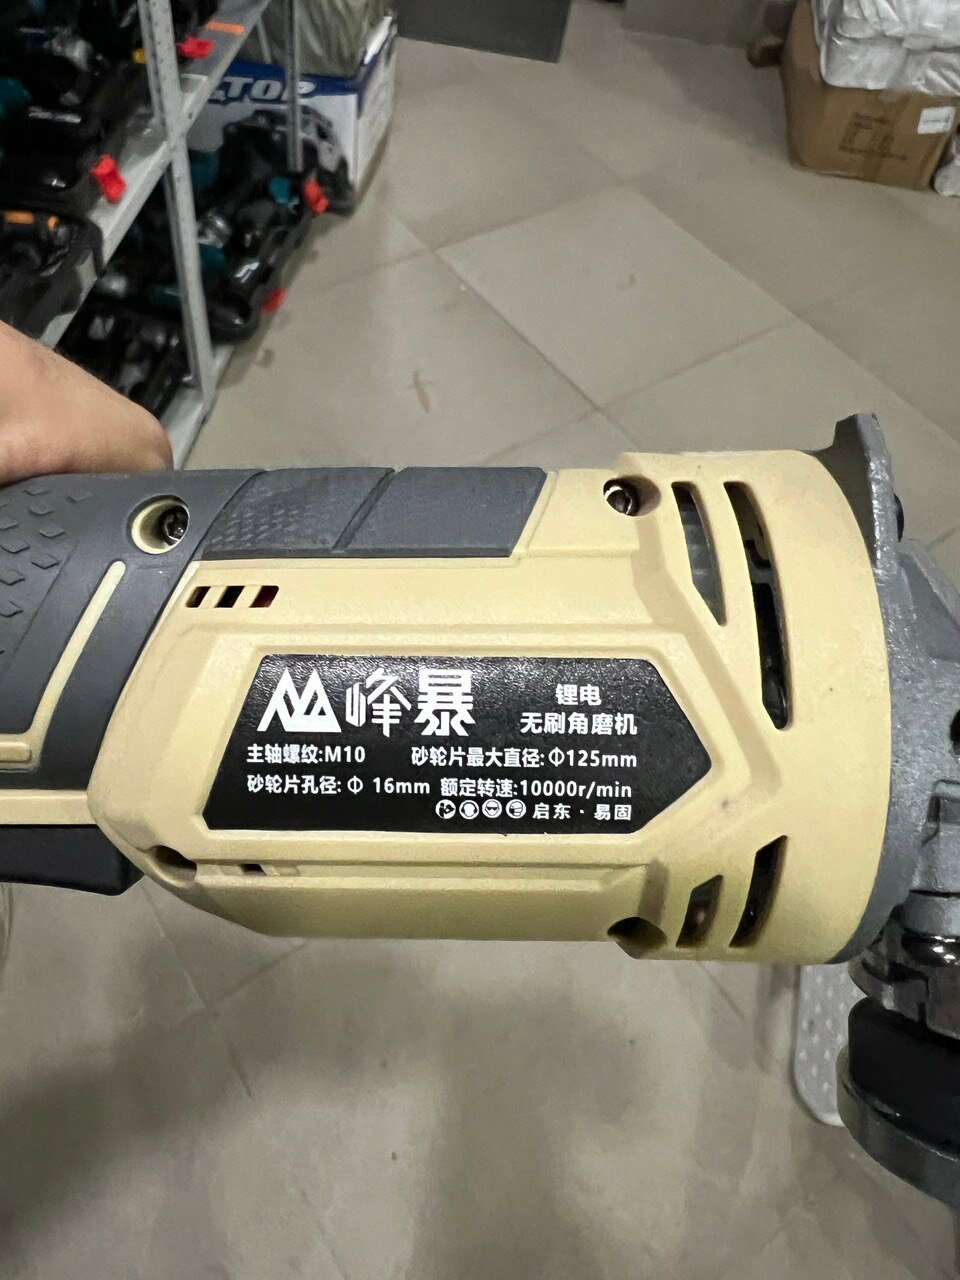 TOP
峰暴
锂电
无刷角磨机
主轴螺纹:M10 砂轮片最大直径:Φ125mm
砂轮片孔径:Φ 16mm 额定转速:10000r/min
启东·易固